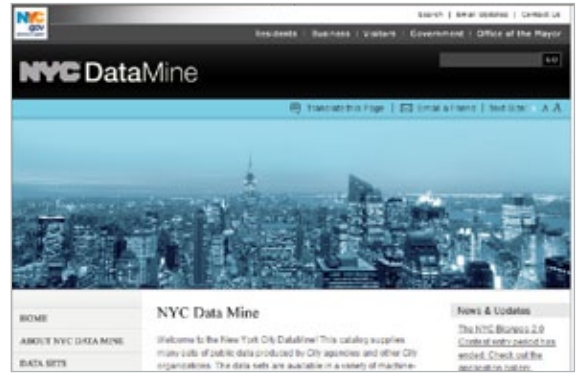 NYC
gov
Search | Email Updates | Contact Us
Residents Business Visitors Government Office of the Mayor
NYC DataMine
GO
Translate this Page | Email a Friend | Text Size: A A A
HOME
ABOUT NYC DATA MINE
DATA SETS
NYC Data Mine
Welcome to the New York City DataMine! This catalog supplies
many sets of public data produced by City agencies and other City
organizations. The data sets are available in a variety of machine-
News & Updates
The NYC BigApps 2.0
Contest entry period has
ended. Check out the
application